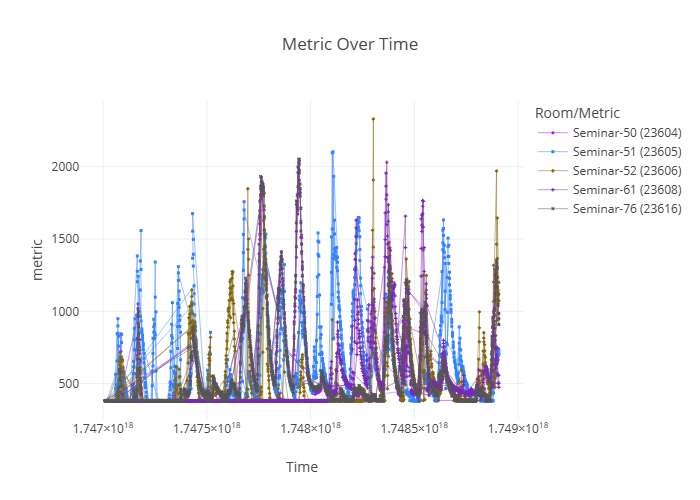 Metric Over Time
Room/Metric
Seminar-50 (23604)
Seminar-51 (23605)
Seminar-52 (23606)
Seminar-61 (23608)
Seminar-76 (23616)
metric
2000
1500
1000
500
1.747×10¹⁸ 1.7475×10¹⁸ 1.748×10¹⁸ 1.7485×10¹⁸ 1.749×10¹⁸
Time